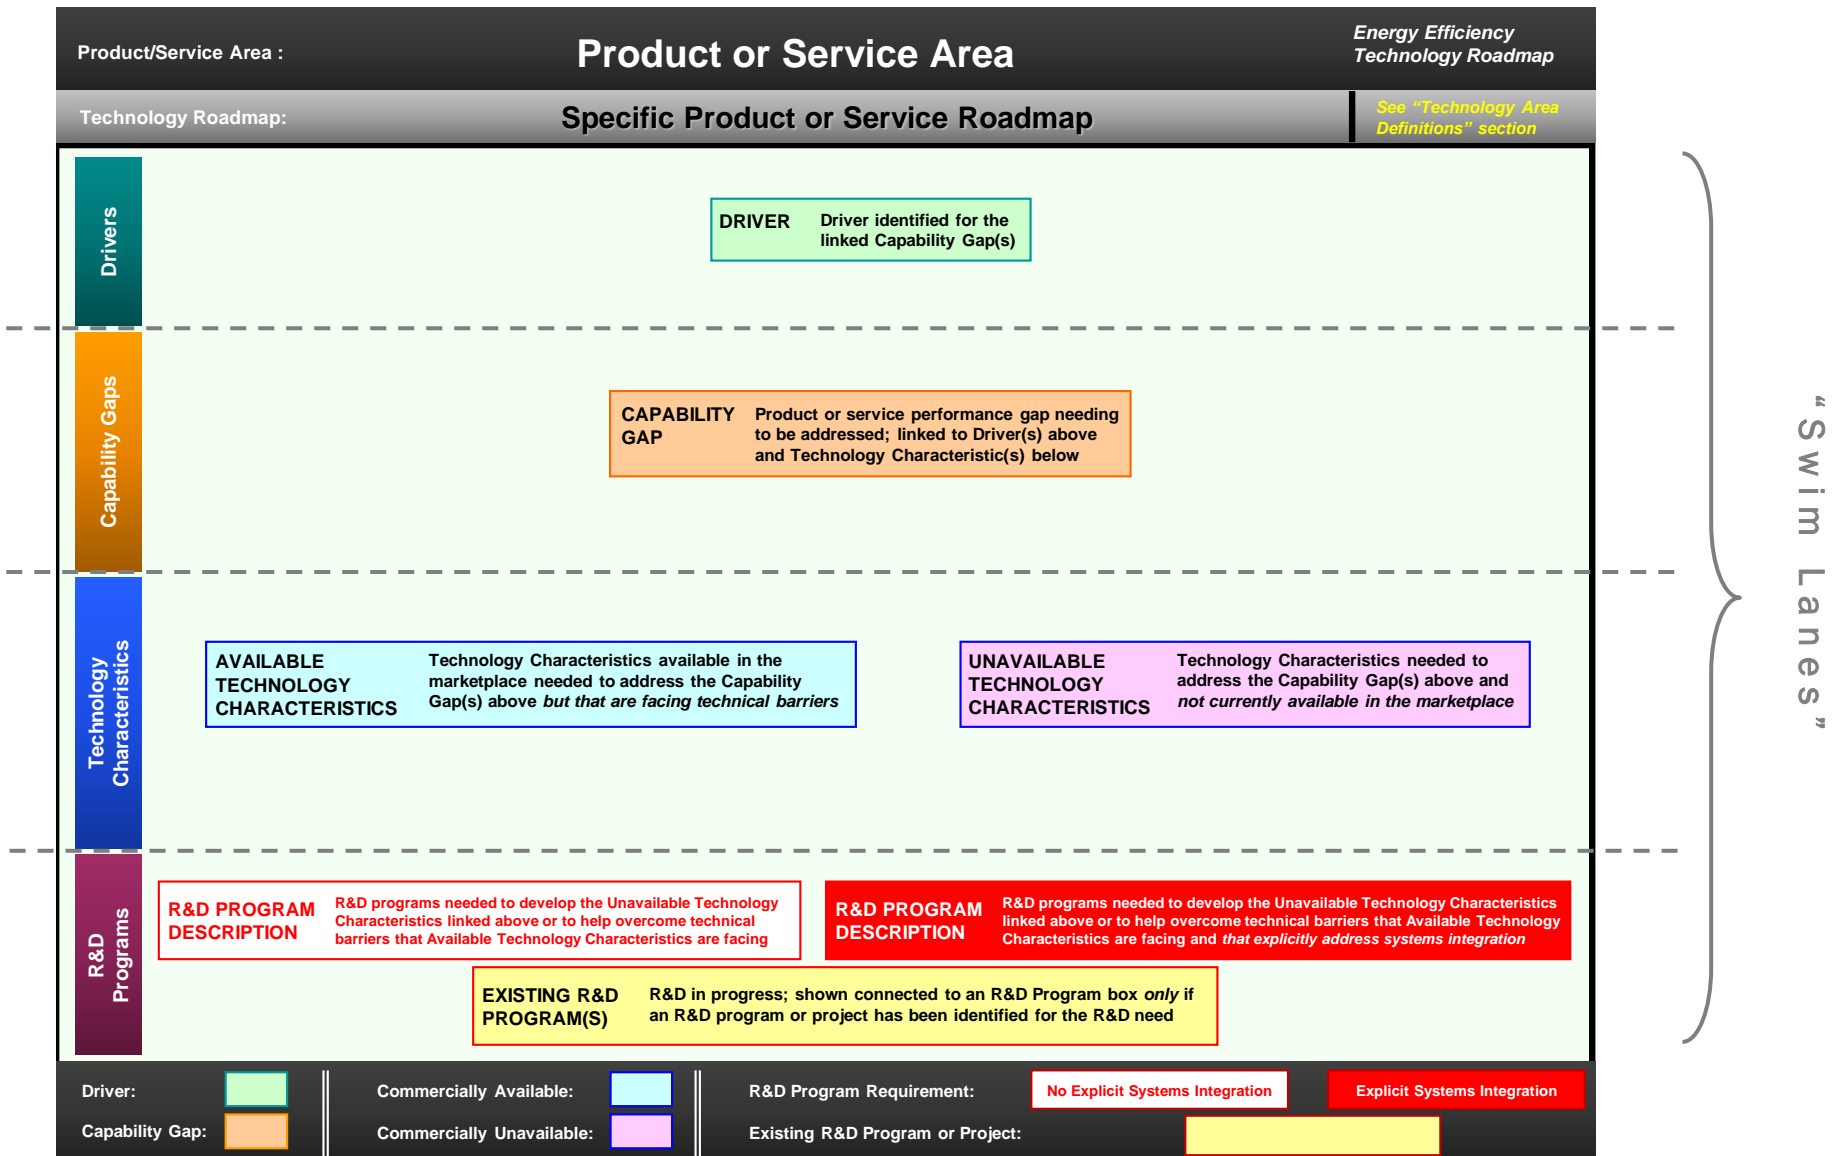 Product/Service Area :
Product or Service Area
Energy Efficiency
Technology Roadmap
Technology Roadmap:
Specific Product or Service Roadmap
See “Technology Area
Definitions” section
Drivers
DRIVER
Driver identified for the
linked Capability Gap(s)
Capability Gaps
CAPABILITY
GAP
Product or service performance gap needing
to be addressed; linked to Driver(s) above
and Technology Characteristic(s) below
Technology
Characteristics
AVAILABLE
TECHNOLOGY
CHARACTERISTICS
Technology Characteristics available in the
marketplace needed to address the Capability
Gap(s) above but that are facing technical barriers
UNAVAILABLE
TECHNOLOGY
CHARACTERISTICS
Technology Characteristics needed to
address the Capability Gap(s) above and
not currently available in the marketplace
R&D
Programs
R&D PROGRAM
DESCRIPTION
R&D programs needed to develop the Unavailable Technology
Characteristics linked above or to help overcome technical
barriers that Available Technology Characteristics are facing
R&D PROGRAM
DESCRIPTION
R&D programs needed to develop the Unavailable Technology Characteristics
linked above or to help overcome technical barriers that Available Technology
Characteristics are facing and that explicitly address systems integration
EXISTING R&D
PROGRAM(S)
R&D in progress; shown connected to an R&D Program box only if
an R&D program or project has been identified for the R&D need
“Swim Lanes”
Driver:
Capability Gap:
Commercially Available:
Commercially Unavailable:
R&D Program Requirement:
No Explicit Systems Integration
Explicit Systems Integration
Existing R&D Program or Project: